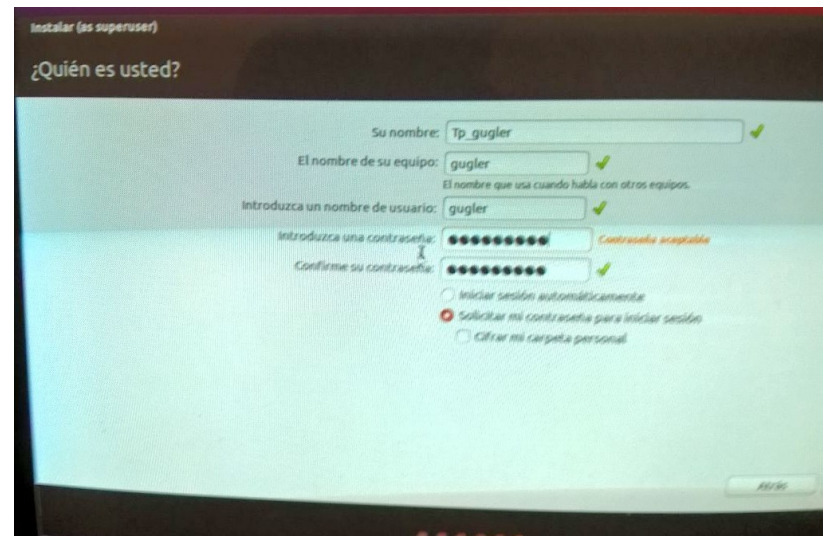 Instalar (as superuser)
¿Quién es usted?
Su nombre: Tp_gugler
El nombre de su equipo: gugler
El nombre que usa cuando habla con otros equipos.
Introduzca un nombre de usuario: gugler
Introduzca una contraseña: ●●●●●●●●● Contraseña aceptable
Confirme su contraseña: ●●●●●●●●●
Iniciar sesión automáticamente
Solicitar mi contraseña para iniciar sesión
Cifrar mi carpeta personal
Atrás